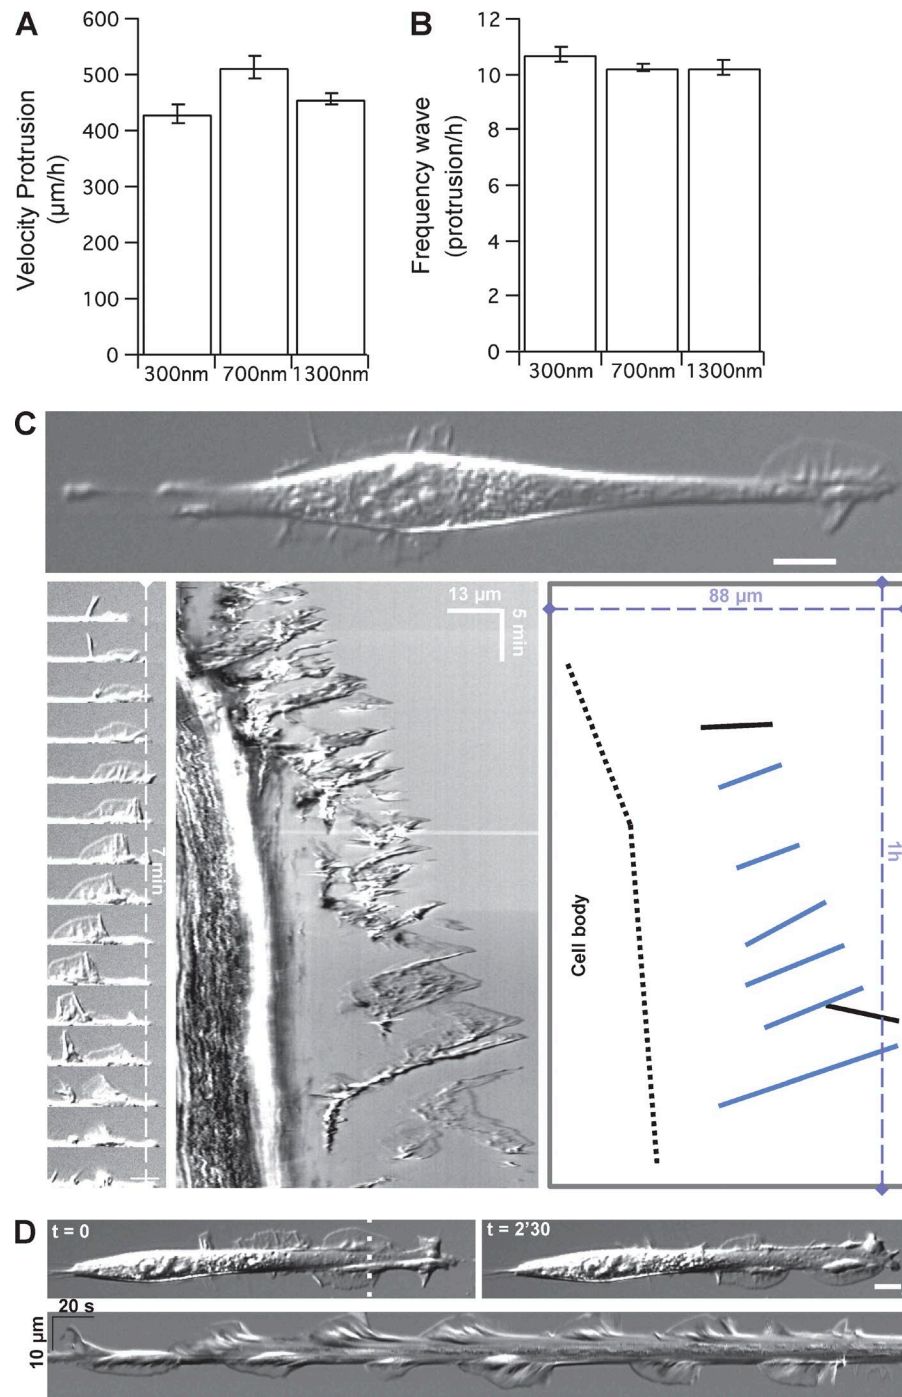 A
Velocity Protrusion
(µm/h)
600
500
400
300
200
100
0
300nm
700nm
1300nm
B
Frequency wave
(protrusion/h)
12
10
8
6
4
2
0
300nm
700nm
1300nm
C
7 min
13 µm
5 min
88 µm
1h
Cell body
D
t = 0
t = 2'30
20 s
10 µm